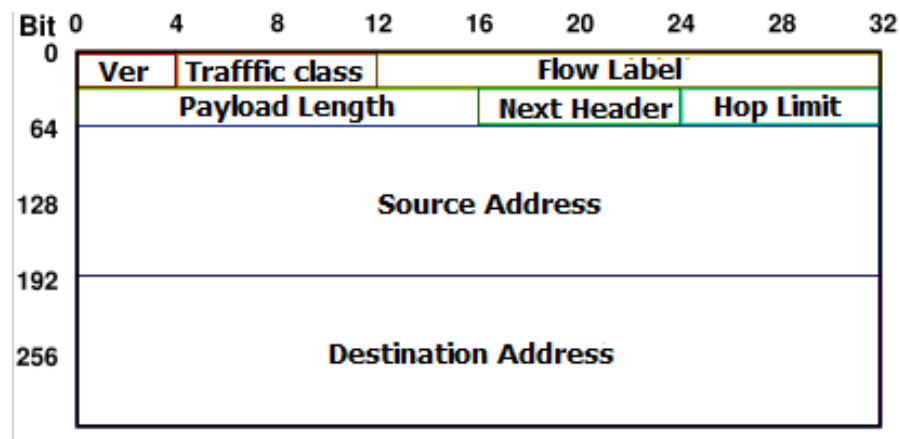 Bit 0 4 8 12 16 20 24 28 32
0
Ver Trafffic class Flow Label
Payload Length Next Header Hop Limit
64
128 Source Address
192
256 Destination Address